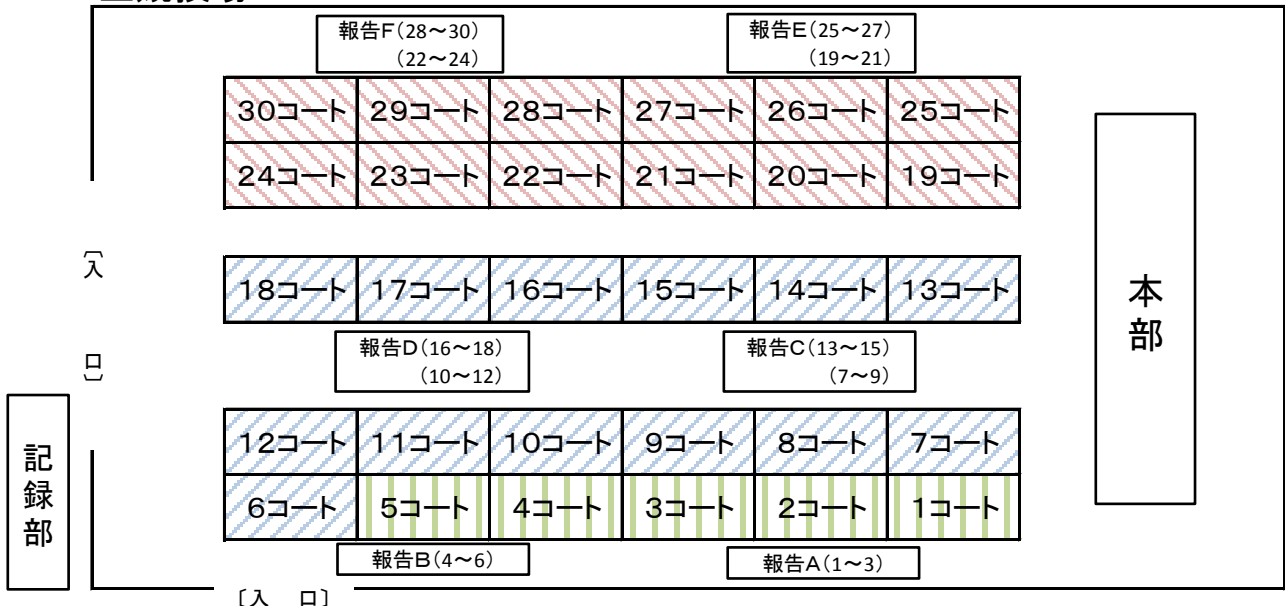 報告F(28～30)
(22～24)
報告E(25～27)
(19～21)
30コート 29コート 28コート 27コート 26コート 25コート
24コート 23コート 22コート 21コート 20コート 19コート
〔入 口〕
18コート 17コート 16コート 15コート 14コート 13コート
本部
報告D(16～18)
(10～12)
報告C(13～15)
(7～9)
12コート 11コート 10コート 9コート 8コート 7コート
6コート 5コート 4コート 3コート 2コート 1コート
記録部
報告B(4～6)
報告A(1～3)
〔入 口〕